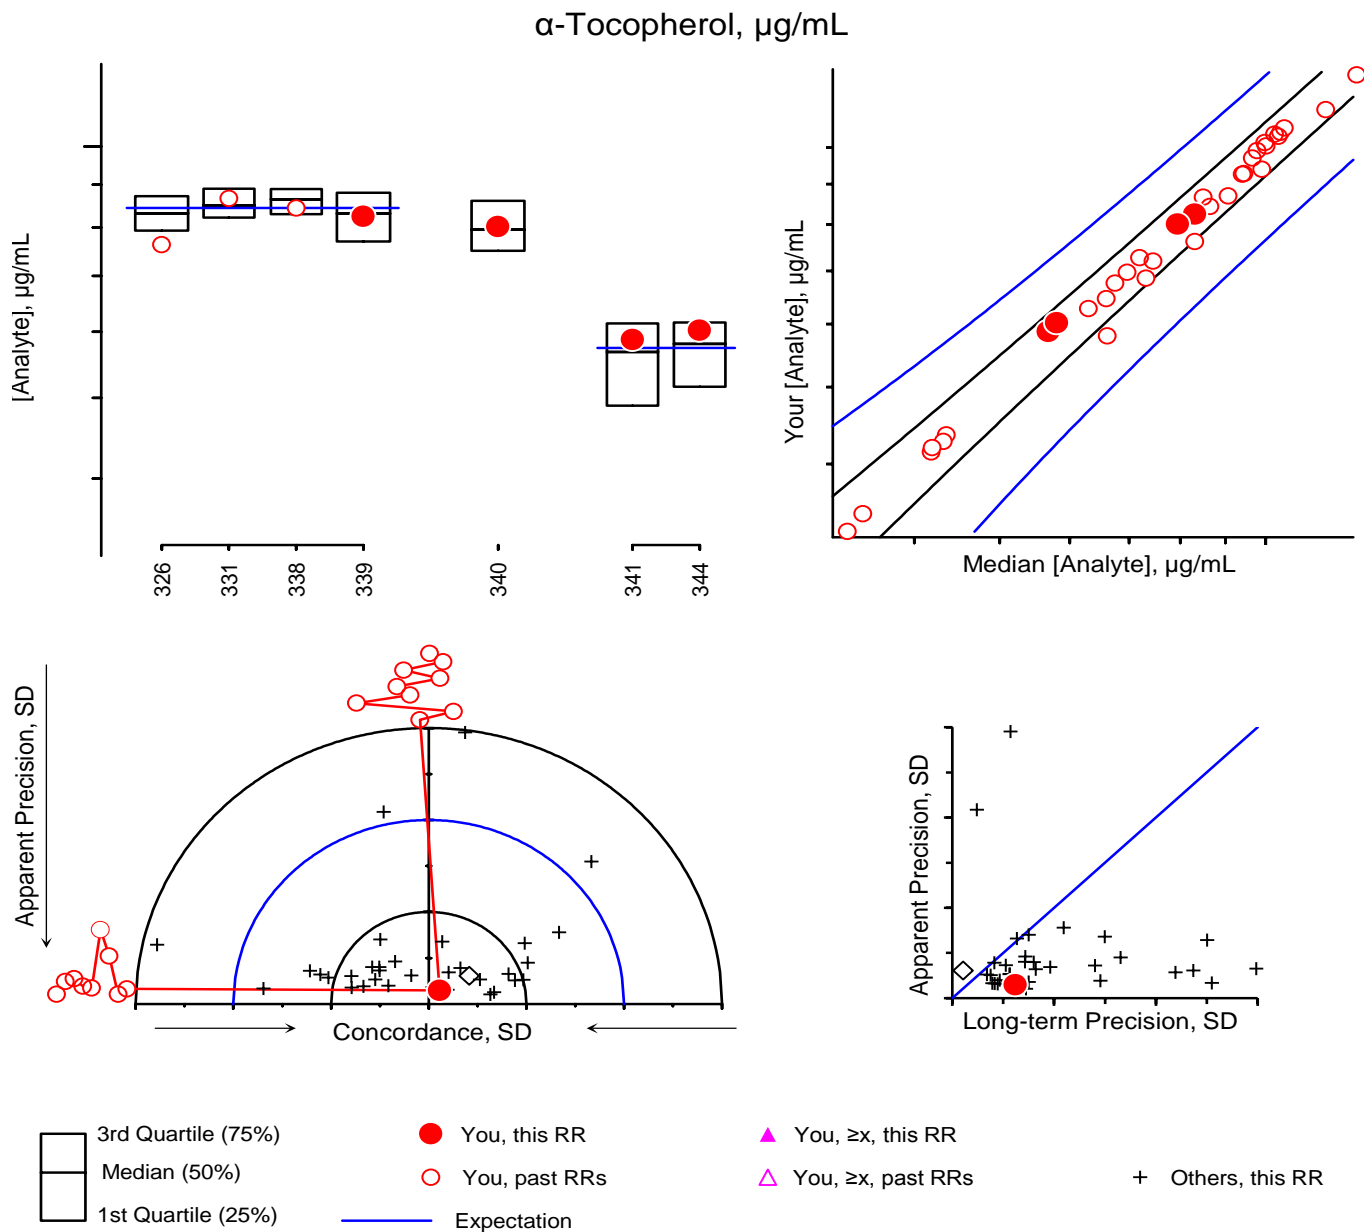 α-Tocopherol, µg/mL
[Analyte], µg/mL
326
331
338
339
340
341
344
Your [Analyte], µg/mL
Median [Analyte], µg/mL
Apparent Precision, SD
Concordance, SD
Apparent Precision, SD
Long-term Precision, SD
3rd Quartile (75%)
Median (50%)
1st Quartile (25%)
You, this RR
You, past RRs
Expectation
You, ≥x, this RR
You, ≥x, past RRs
Others, this RR